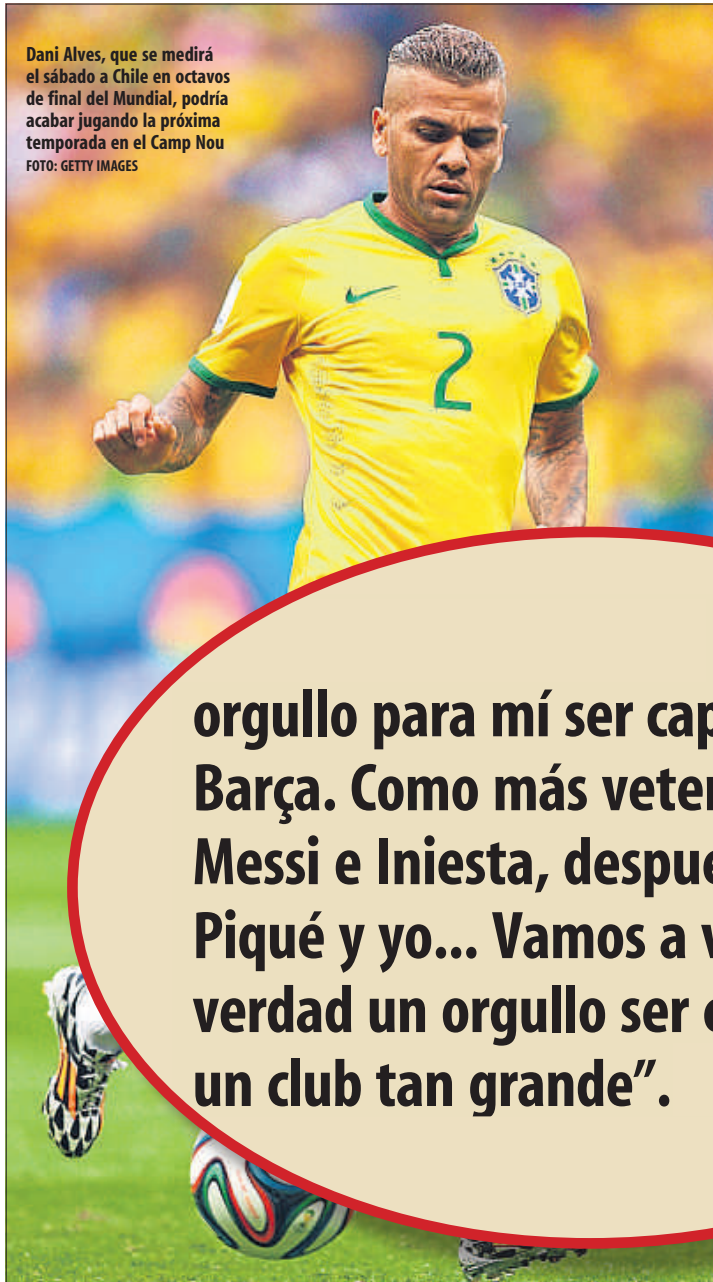 Dani Alves, que se medirá
el sábado a Chile en octavos
de final del Mundial, podría
acabar jugando la próxima
temporada en el Camp Nou
FOTO: GETTY IMAGES
2
orgullo para mí ser
Barça. Como más
Messi e Iniesta,
Piqué y yo... Vamos a
verdad un orgullo ser
un club tan grande”.